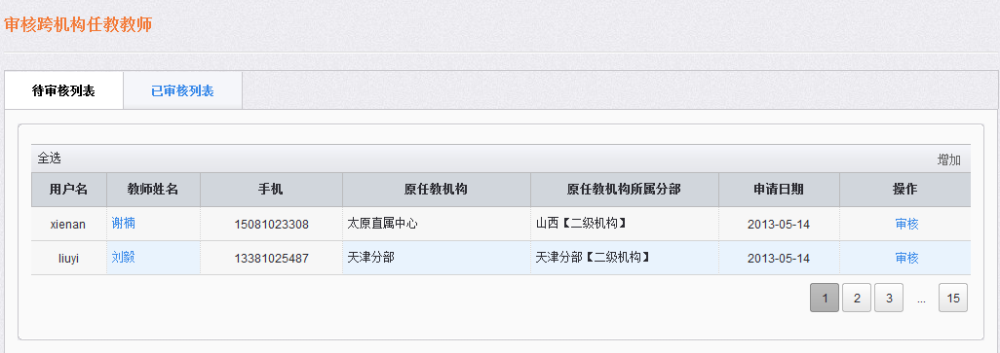 审核跨机构任教教师
待审核列表 已审核列表
全选 增加
用户名 教师姓名 手机 原任教机构 原任教机构所属分部 申请日期 操作
xienan 谢楠 15081023308 太原直属中心 山西【二级机构】 2013-05-14 审核
liuyi 刘毅 13381025487 天津分部 天津分部【二级机构】 2013-05-14 审核
1 2 3 ... 15